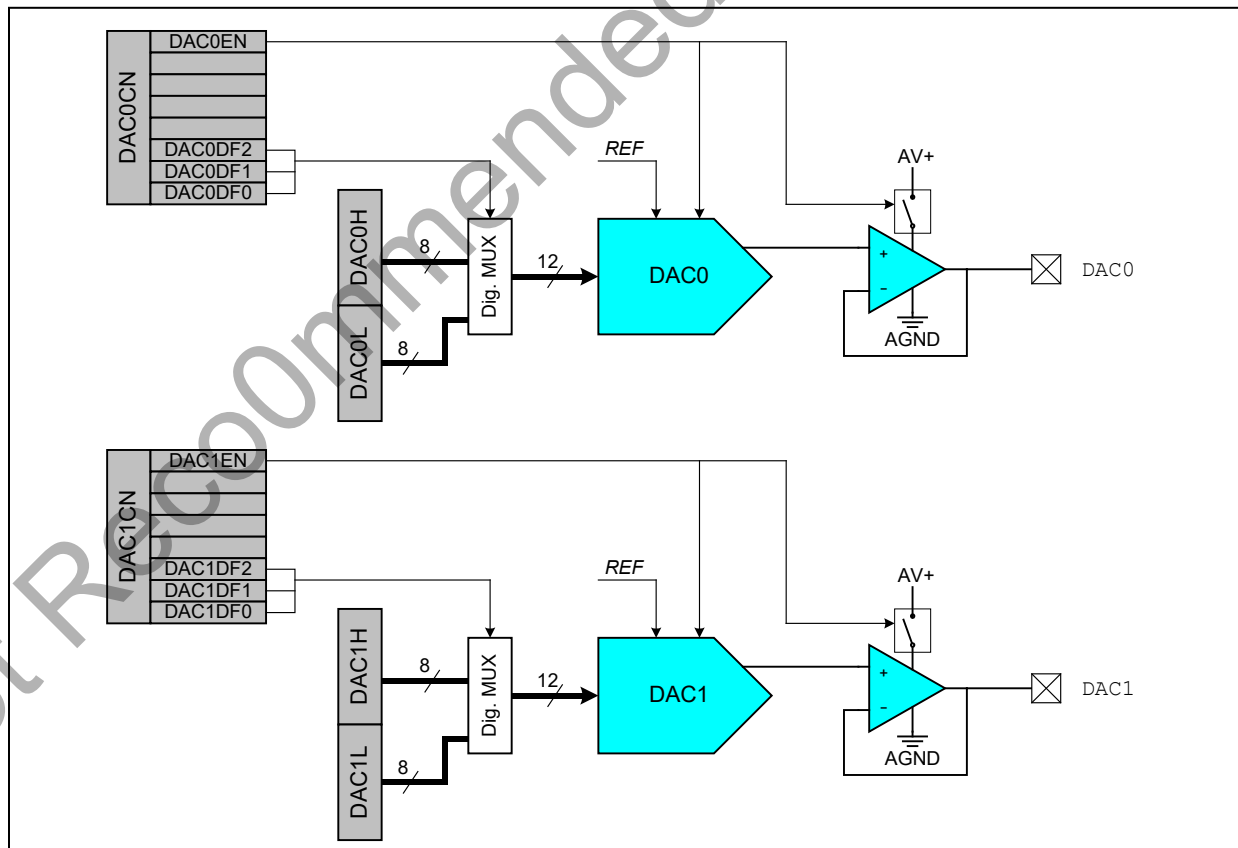 DAC0CN
DAC0EN
DAC0DF2
DAC0DF1
DAC0DF0
REF
AV+
DAC0H
8
DAC0L
8
Dig. MUX
12
DAC0
+
−
AGND
DAC0
DAC1CN
DAC1EN
DAC1DF2
DAC1DF1
DAC1DF0
REF
AV+
DAC1H
8
DAC1L
8
Dig. MUX
12
DAC1
+
−
AGND
DAC1
t Reco0mmended